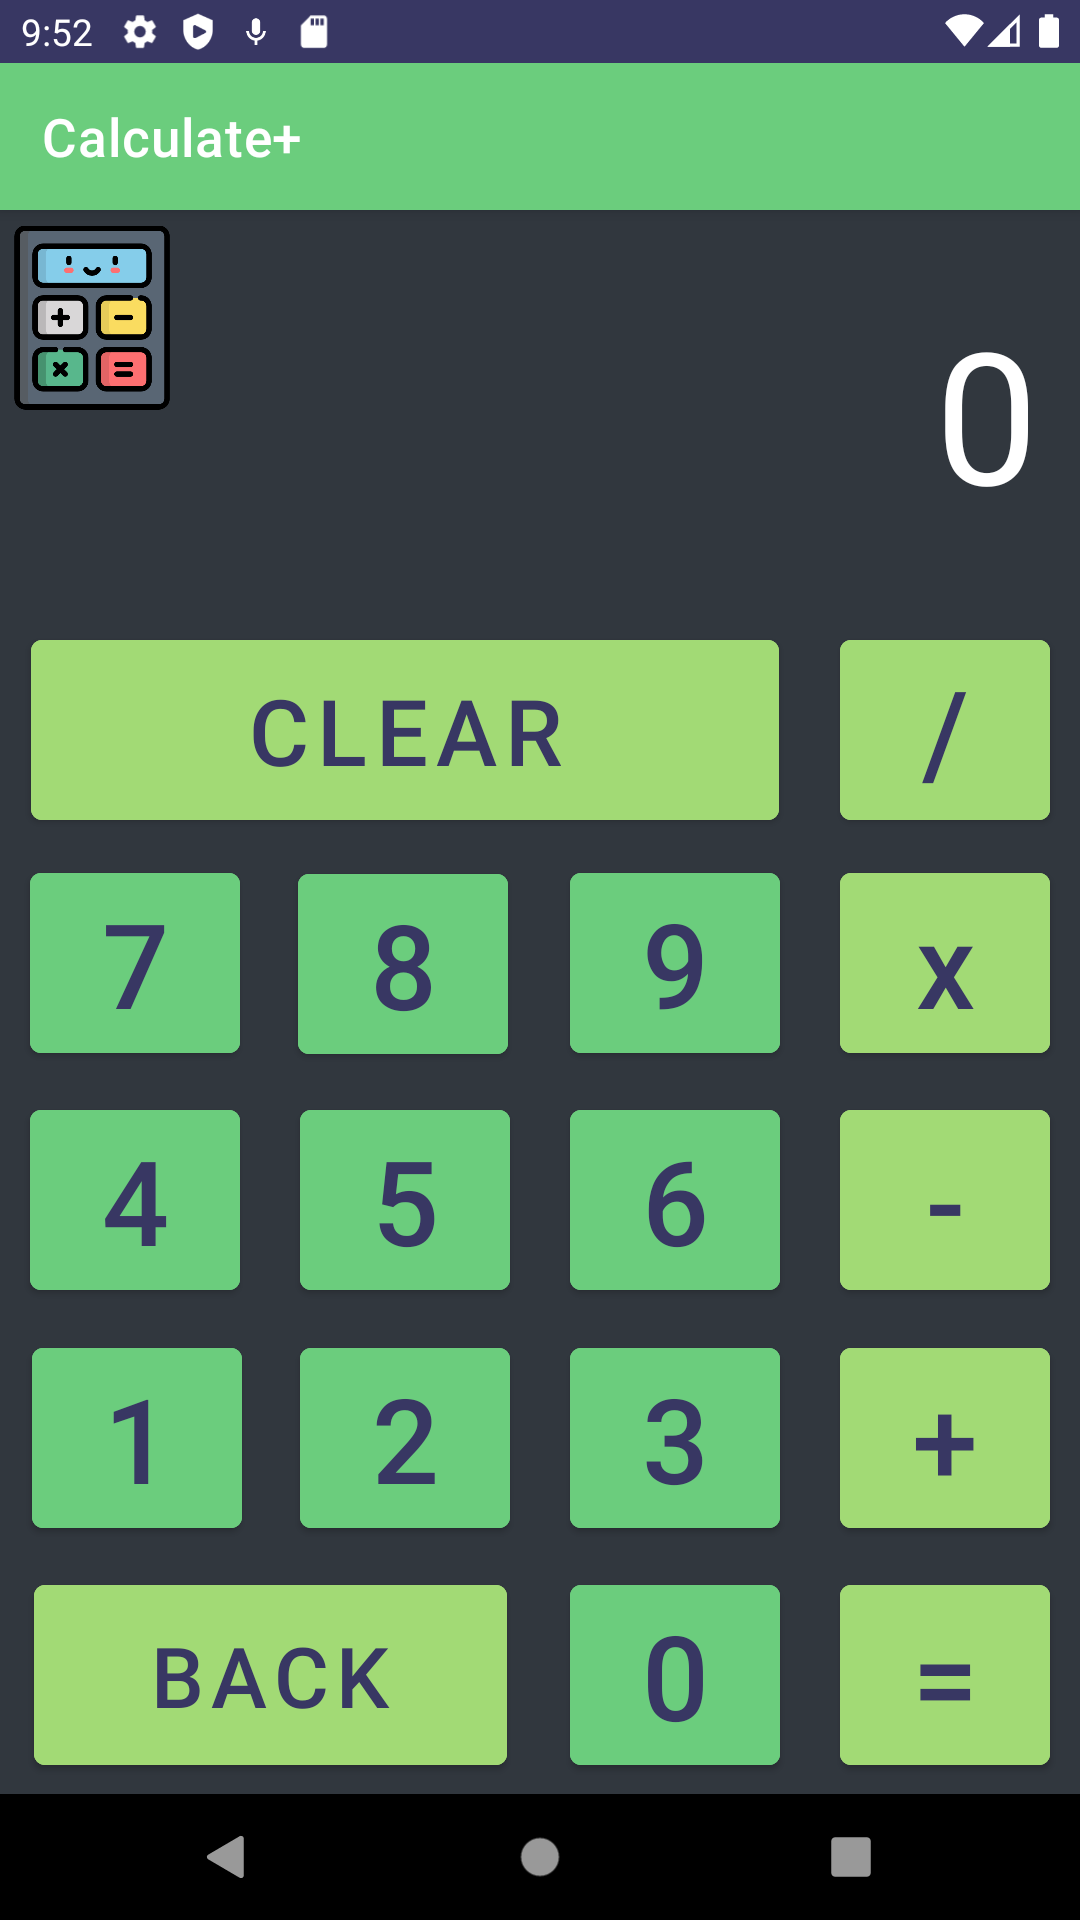 9:52
Calculate+
+ -
× =
0
CLEAR /
7 8 9 x
4 5 6 -
1 2 3 +
BACK 0 =